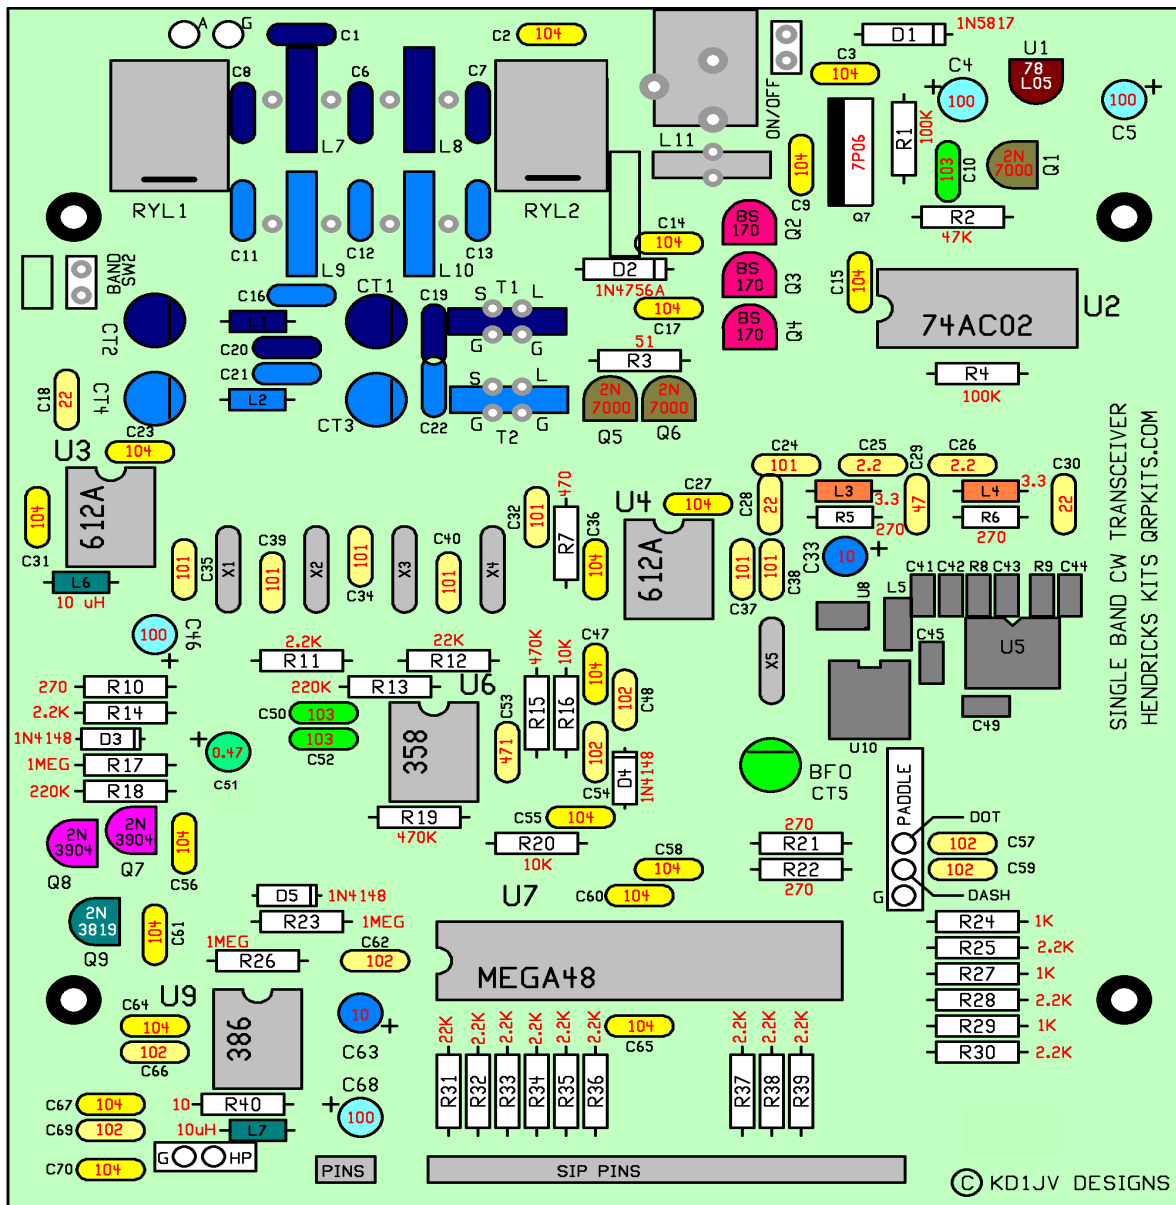 A G C1 C2 104 1N5817 D1 U1
C8 C6 C7 ON/OFF C3 104 C4 100 78 L05 100 C5
L7 L8 L11 104 C9 7P06 Q7 R1 100K 103 C10 2N 7000 Q1
RYL1 RYL2 R2 47K
C11 C12 C13 C14 104 BS 170 Q2
BAND SW2 L9 L10 D2 1N4756A BS 170 Q3 C15 104 U2
C16 CT1 C19 S T1 L 104 C17 BS 170 Q4 74AC02
CT2 L1 C20 G G 51 R3
C21 S L R4 100K
C18 22 CT4 L2 CT3 C22 G T2 G 2N 7000 Q5 2N 7000 Q6
U3 C23 104 C24 101 C25 2.2 C29 C26 2.2 C30
104 C31 612A C32 101 470 R7 C36 104 U4 C27 104 612A C28 22 L3 3.3 R5 270 47 L4 3.3 R6 270 22
L6 10 uH 101 C35 X1 C39 101 X2 101 C34 X3 C40 101 X4 101 C37 101 C38 C33 10
U8 L5 C41 C42 R8 C43 R9 C44
100 C46 2.2K R11 22K R12 470K R15 10K R16 C47 104 X5 C45 U5
270 R10 220K R13 U6 102 C48 U10 C49
2.2K R14 C50 103 C53 471
1N4148 D3 0.47 C51 103 C52 358 102 C54 D4 1N4148 BFO CT5
1MEG R17
220K R18 R19 470K C55 104 PADDLE
2N 3904 Q8 2N 3904 Q7 104 C56 R20 10K 270 R21 DOT 102 C57
C58 104 R22 270 102 C59
D5 1N4148 U7 C60 104 G DASH
2N 3819 Q9 104 C61 R23 1MEG R24 1K
1MEG R26 C62 102 MEGA48 R25 2.2K
R27 1K
U9 R28 2.2K
C64 104 386 10 C63 104 C65 R29 1K
102 C66 R30 2.2K
22K R31 2.2K R32 2.2K R33 2.2K R34 2.2K R35 2.2K R36 2.2K R37 2.2K R38 2.2K R39
C67 104 10 R40 C68 100
C69 102 10uH L7
C70 104 G HP PINS SIP PINS
SINGLE BAND CW TRANSCEIVER
HENDRICKS KITS QRPKITS.COM
© KD1JV DESIGNS